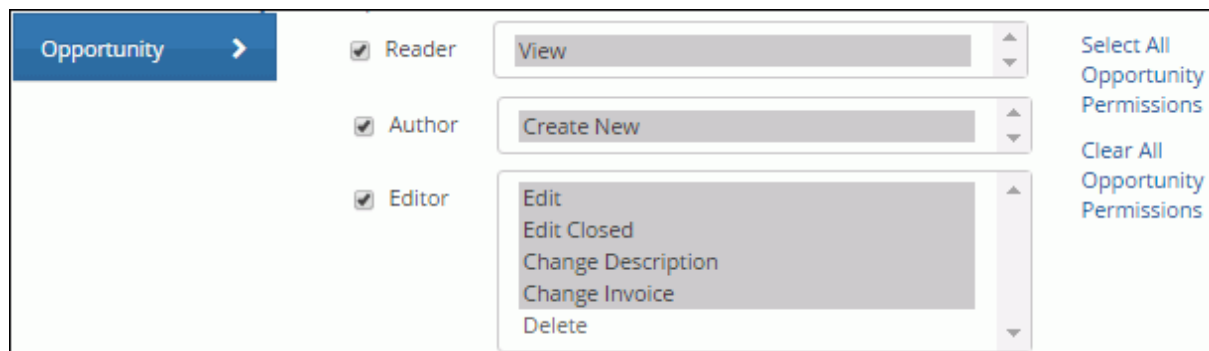 Opportunity
Reader
View
Select All
Opportunity
Permissions
Author
Create New
Clear All
Opportunity
Permissions
Editor
Edit
Edit Closed
Change Description
Change Invoice
Delete